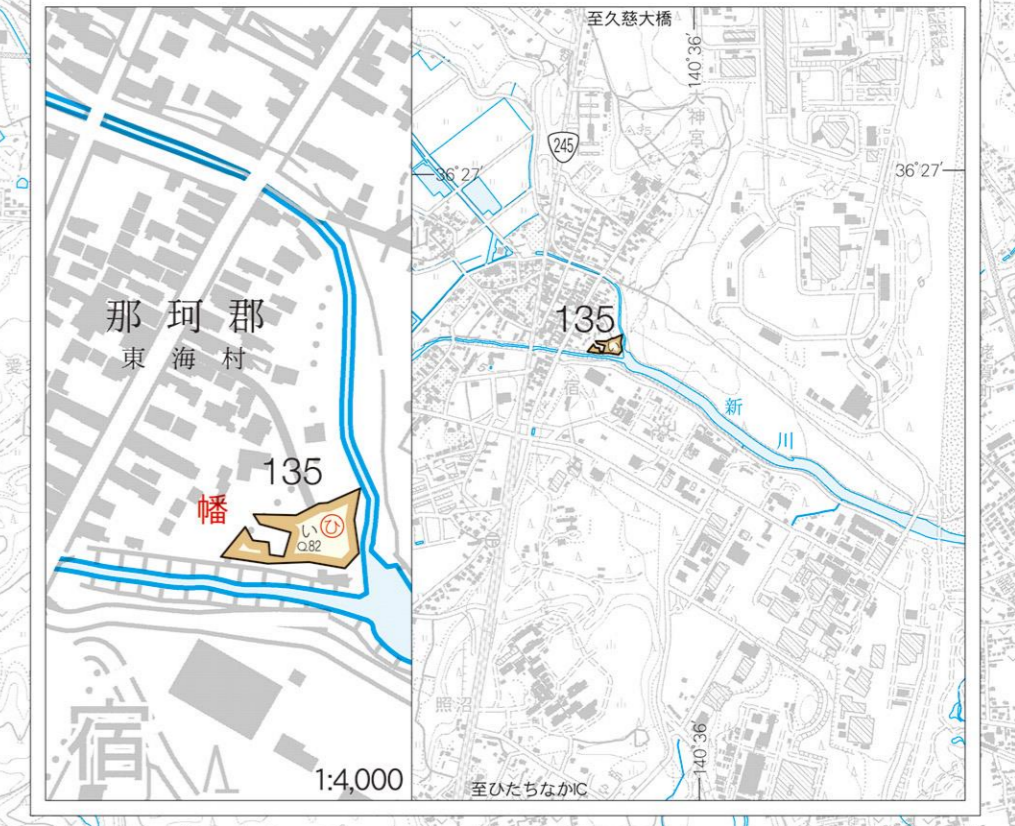 那珂郡
東海村
135
幡
い
ひ
0.82
宿
1:4,000
至久慈大橋
140°36′
大神宮
245
36°27′
36°27′
135
宿
新川
照沼
140°36′
至ひたちなかIC